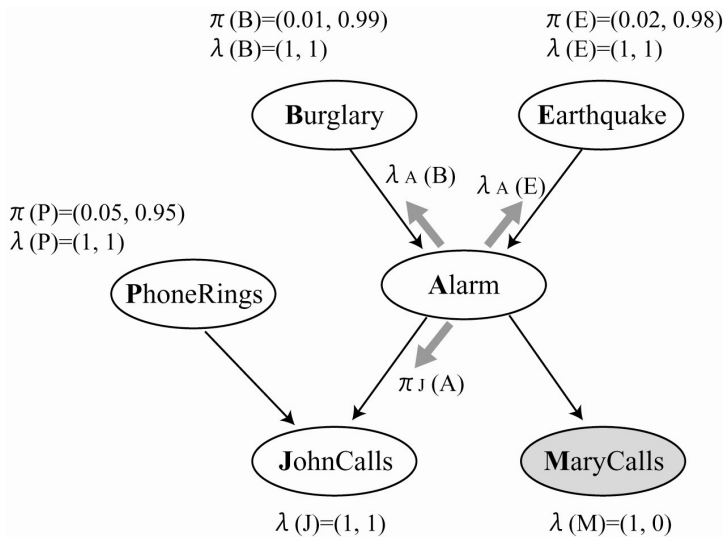 π (B)=(0.01, 0.99)
λ (B)=(1, 1)
π (E)=(0.02, 0.98)
λ (E)=(1, 1)
Burglary
Earthquake
λ A (B)
λ A (E)
π (P)=(0.05, 0.95)
λ (P)=(1, 1)
PhoneRings
Alarm
π J (A)
JohnCalls
MaryCalls
λ (J)=(1, 1)
λ (M)=(1, 0)